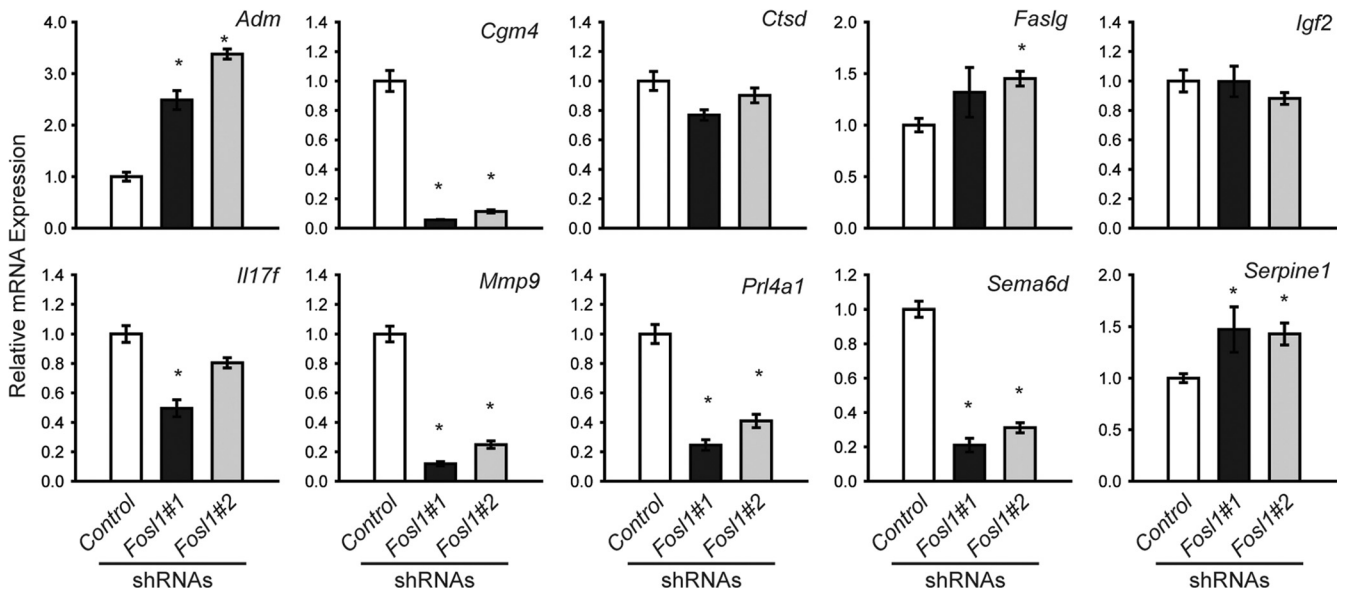 Relative mRNA Expression
Adm
4.0
3.0
2.0
1.0
0.0
*
*
Cgm4
1.4
1.2
1.0
0.8
0.6
0.4
0.2
0.0
*
*
Ctsd
1.4
1.2
1.0
0.8
0.6
0.4
0.2
0.0
Faslg
2.0
1.5
1.0
0.5
0.0
*
Igf2
1.4
1.2
1.0
0.8
0.6
0.4
0.2
0.0
Il17f
1.4
1.2
1.0
0.8
0.6
0.4
0.2
0.0
*
Control
Fosl1#1
Fosl1#2
shRNAs
Mmp9
1.4
1.2
1.0
0.8
0.6
0.4
0.2
0.0
*
*
Control
Fosl1#1
Fosl1#2
shRNAs
Prl4a1
1.4
1.2
1.0
0.8
0.6
0.4
0.2
0.0
*
*
Control
Fosl1#1
Fosl1#2
shRNAs
Sema6d
1.2
1.0
0.8
0.6
0.4
0.2
0.0
*
*
Control
Fosl1#1
Fosl1#2
shRNAs
Serpine1
2.0
1.5
1.0
0.5
0.0
*
*
Control
Fosl1#1
Fosl1#2
shRNAs